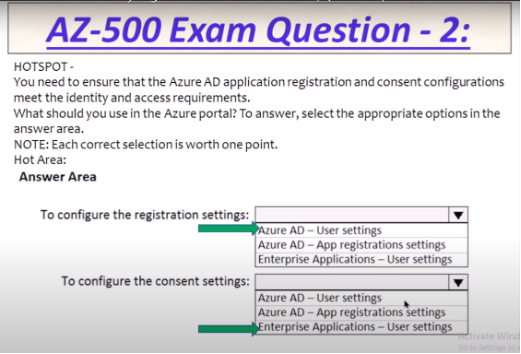 AZ-500 Exam Question - 2:
HOTSPOT -
You need to ensure that the Azure AD application registration and consent configurations
meet the identity and access requirements.
What should you use in the Azure portal? To answer, select the appropriate options in the
answer area.
NOTE: Each correct selection is worth one point.
Hot Area:
Answer Area
To configure the registration settings:
Azure AD – User settings
Azure AD – App registrations settings
Enterprise Applications – User settings
To configure the consent settings:
Azure AD – User settings
Azure AD – App registrations settings
Enterprise Applications – User settings
Activate Wind
Go to Settings to